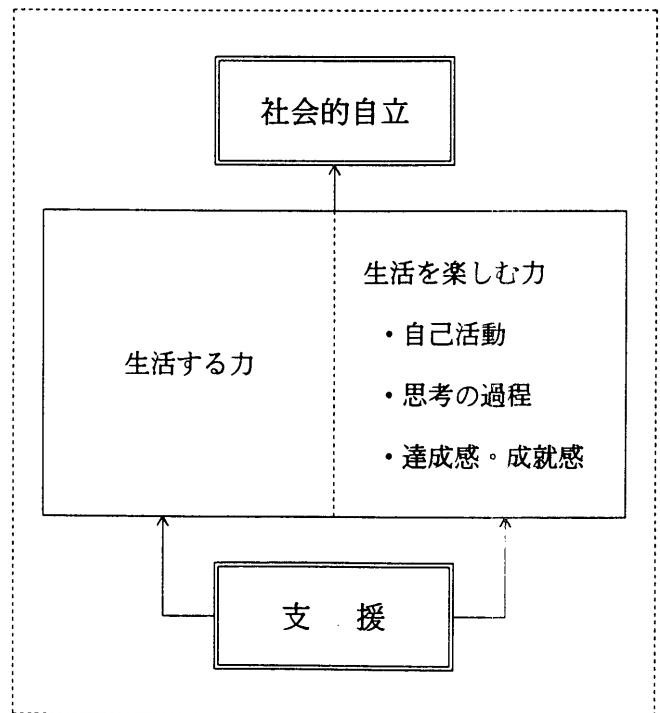 社会的自立
生活する力
生活を楽しむ力
・自己活動
・思考の過程
・達成感。成就感
支　援